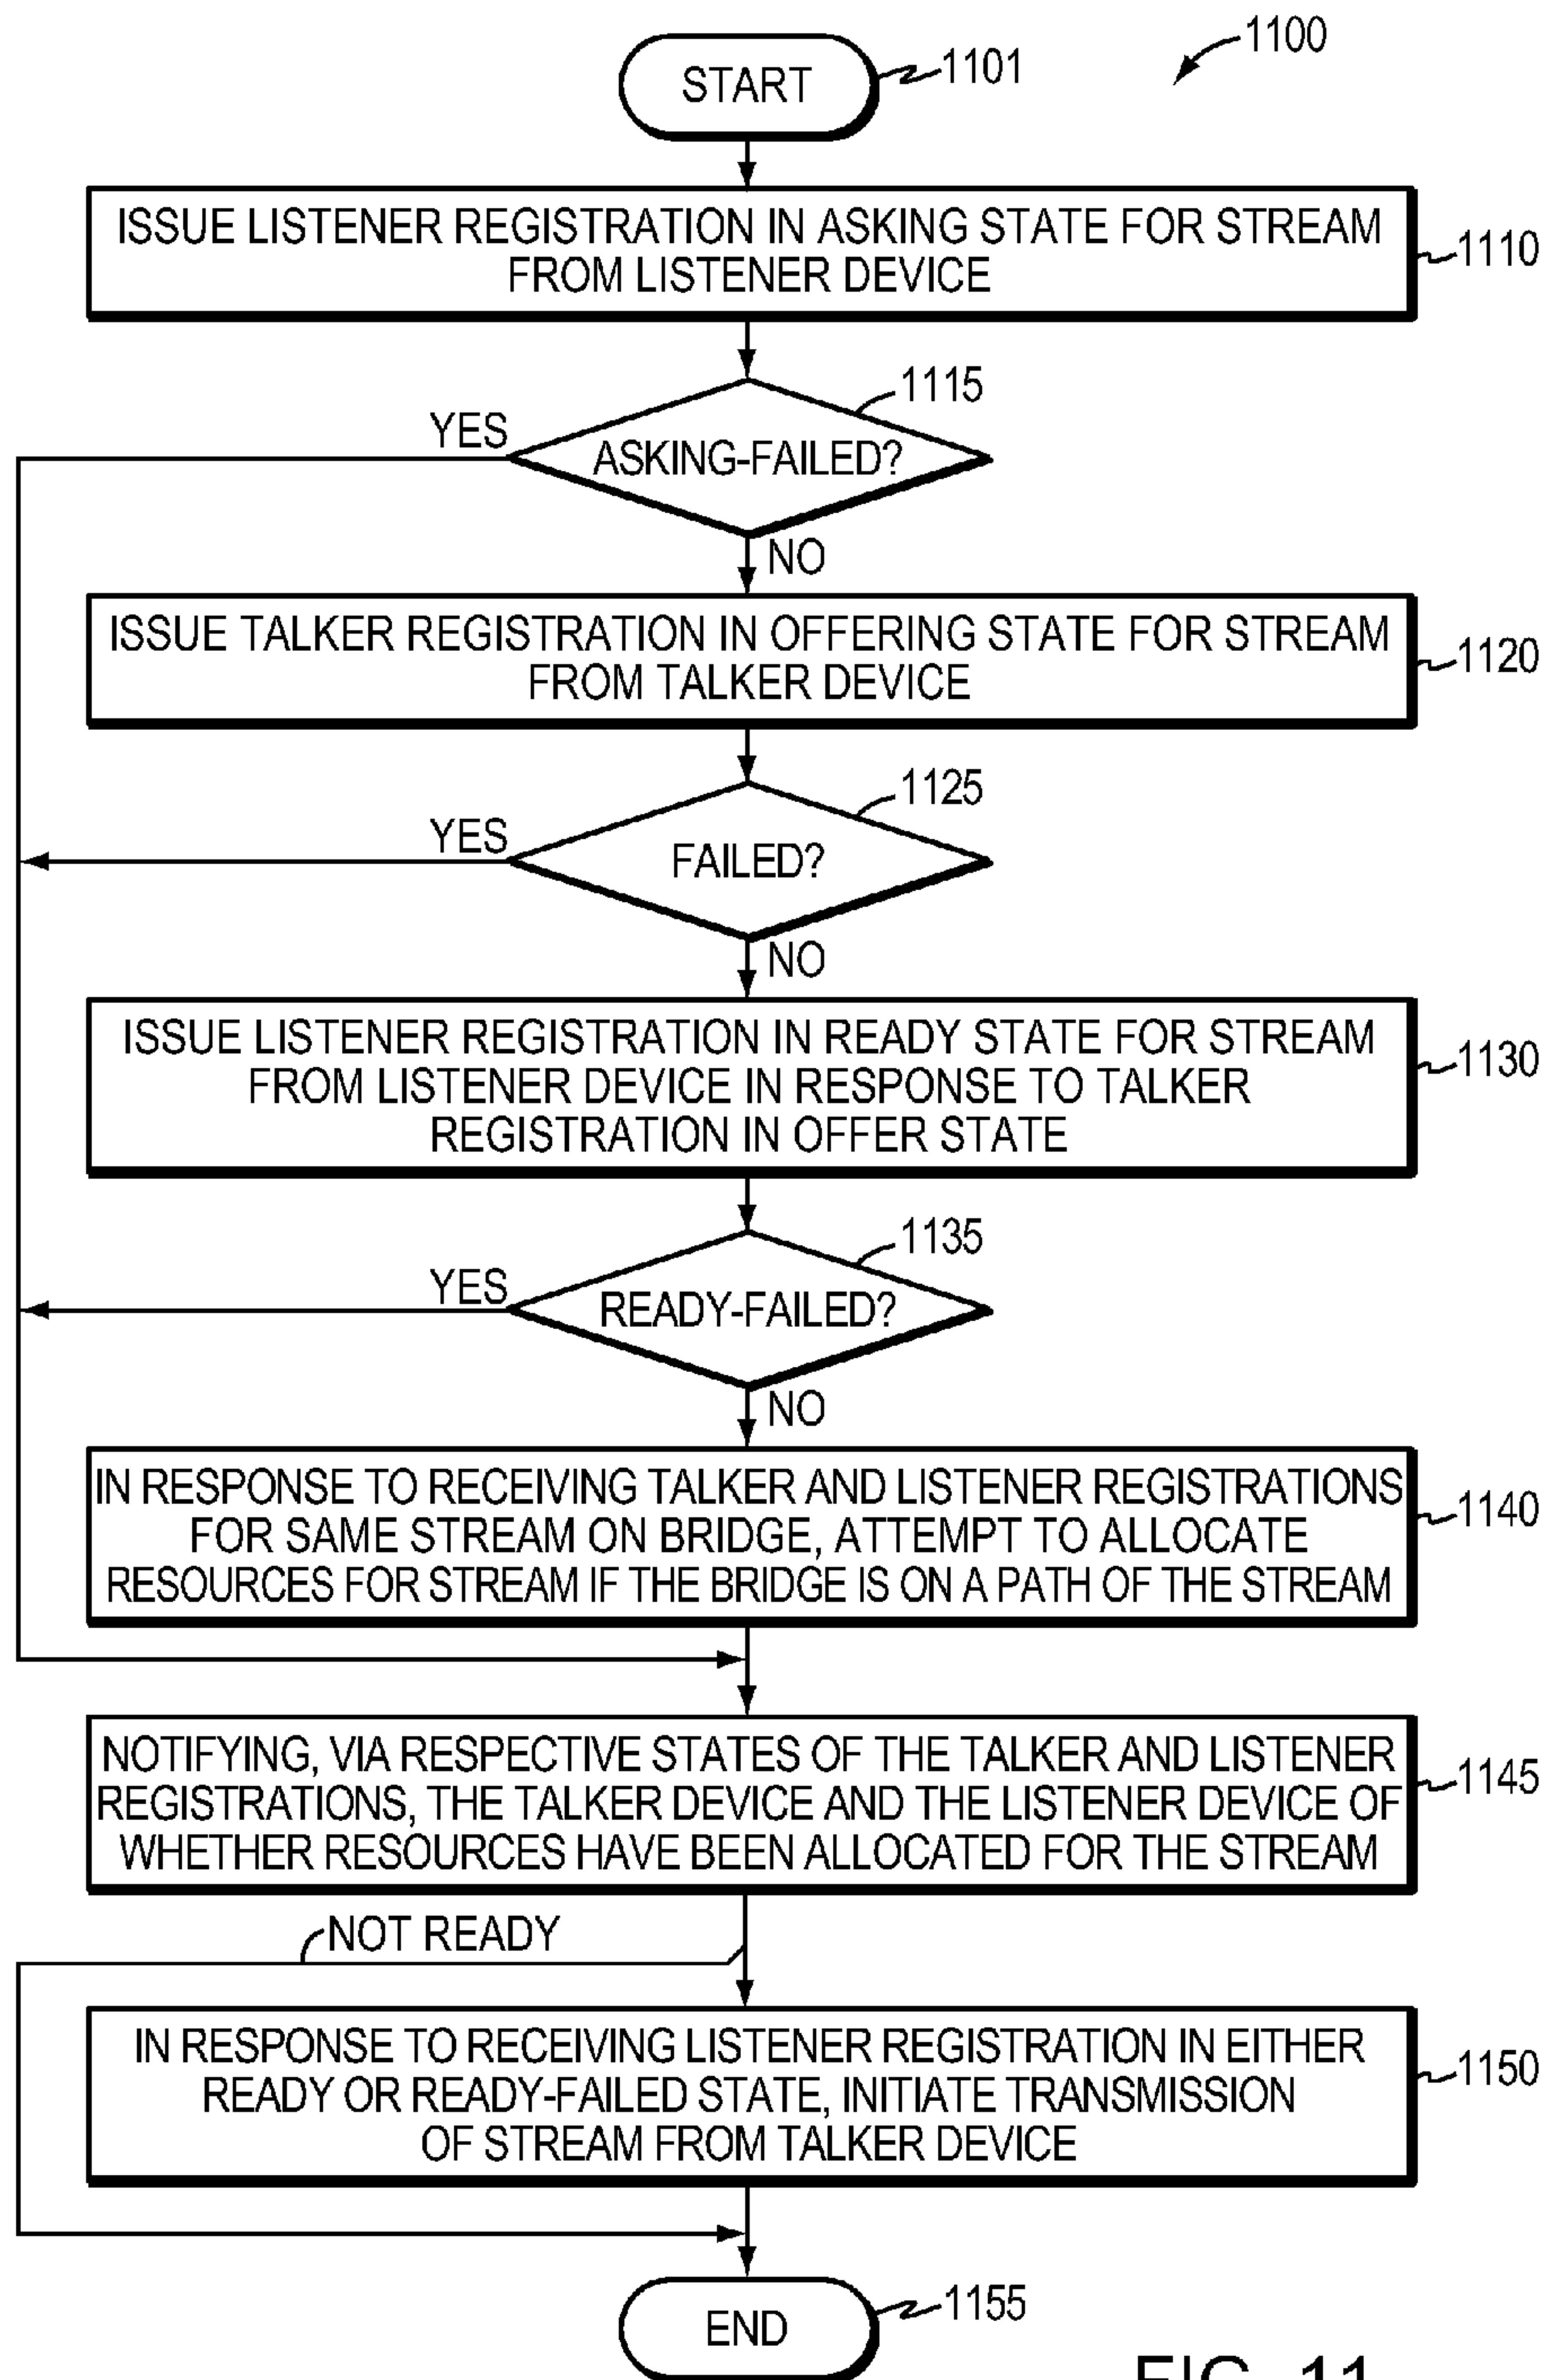 1100
START
1101
ISSUE LISTENER REGISTRATION IN ASKING STATE FOR STREAM
FROM LISTENER DEVICE
1110
1115
YES
ASKING-FAILED?
NO
ISSUE TALKER REGISTRATION IN OFFERING STATE FOR STREAM
FROM TALKER DEVICE
1120
1125
YES
FAILED?
NO
ISSUE LISTENER REGISTRATION IN READY STATE FOR STREAM
FROM LISTENER DEVICE IN RESPONSE TO TALKER
REGISTRATION IN OFFER STATE
1130
1135
YES
READY-FAILED?
NO
IN RESPONSE TO RECEIVING TALKER AND LISTENER REGISTRATIONS
FOR SAME STREAM ON BRIDGE, ATTEMPT TO ALLOCATE
RESOURCES FOR STREAM IF THE BRIDGE IS ON A PATH OF THE STREAM
1140
NOTIFYING, VIA RESPECTIVE STATES OF THE TALKER AND LISTENER
REGISTRATIONS, THE TALKER DEVICE AND THE LISTENER DEVICE OF
WHETHER RESOURCES HAVE BEEN ALLOCATED FOR THE STREAM
1145
NOT READY
IN RESPONSE TO RECEIVING LISTENER REGISTRATION IN EITHER
READY OR READY-FAILED STATE, INITIATE TRANSMISSION
OF STREAM FROM TALKER DEVICE
1150
END
1155
FIG. 11